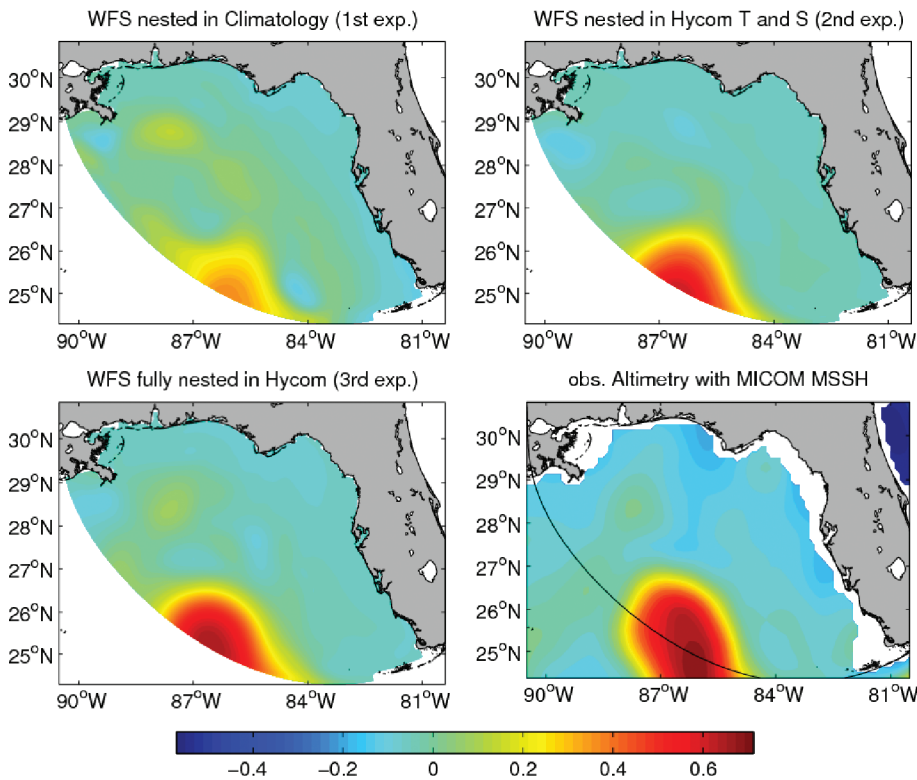 WFS nested in Climatology (1st exp.)
WFS nested in Hycom T and S (2nd exp.)
30°N
29°N
28°N
27°N
26°N
25°N
90°W 87°W 84°W 81°W
30°N
29°N
28°N
27°N
26°N
25°N
90°W 87°W 84°W 81°W
WFS fully nested in Hycom (3rd exp.)
obs. Altimetry with MICOM MSSH
30°N
29°N
28°N
27°N
26°N
25°N
90°W 87°W 84°W 81°W
30°N
29°N
28°N
27°N
26°N
25°N
90°W 87°W 84°W 81°W
−0.4 −0.2 0 0.2 0.4 0.6